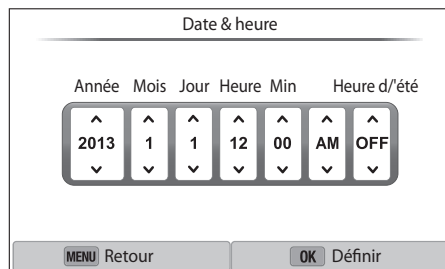 Date & heure
Année Mois Jour Heure Min Heure d/'été
2013 1 1 12 00 AM OFF
MENU Retour OK Définir